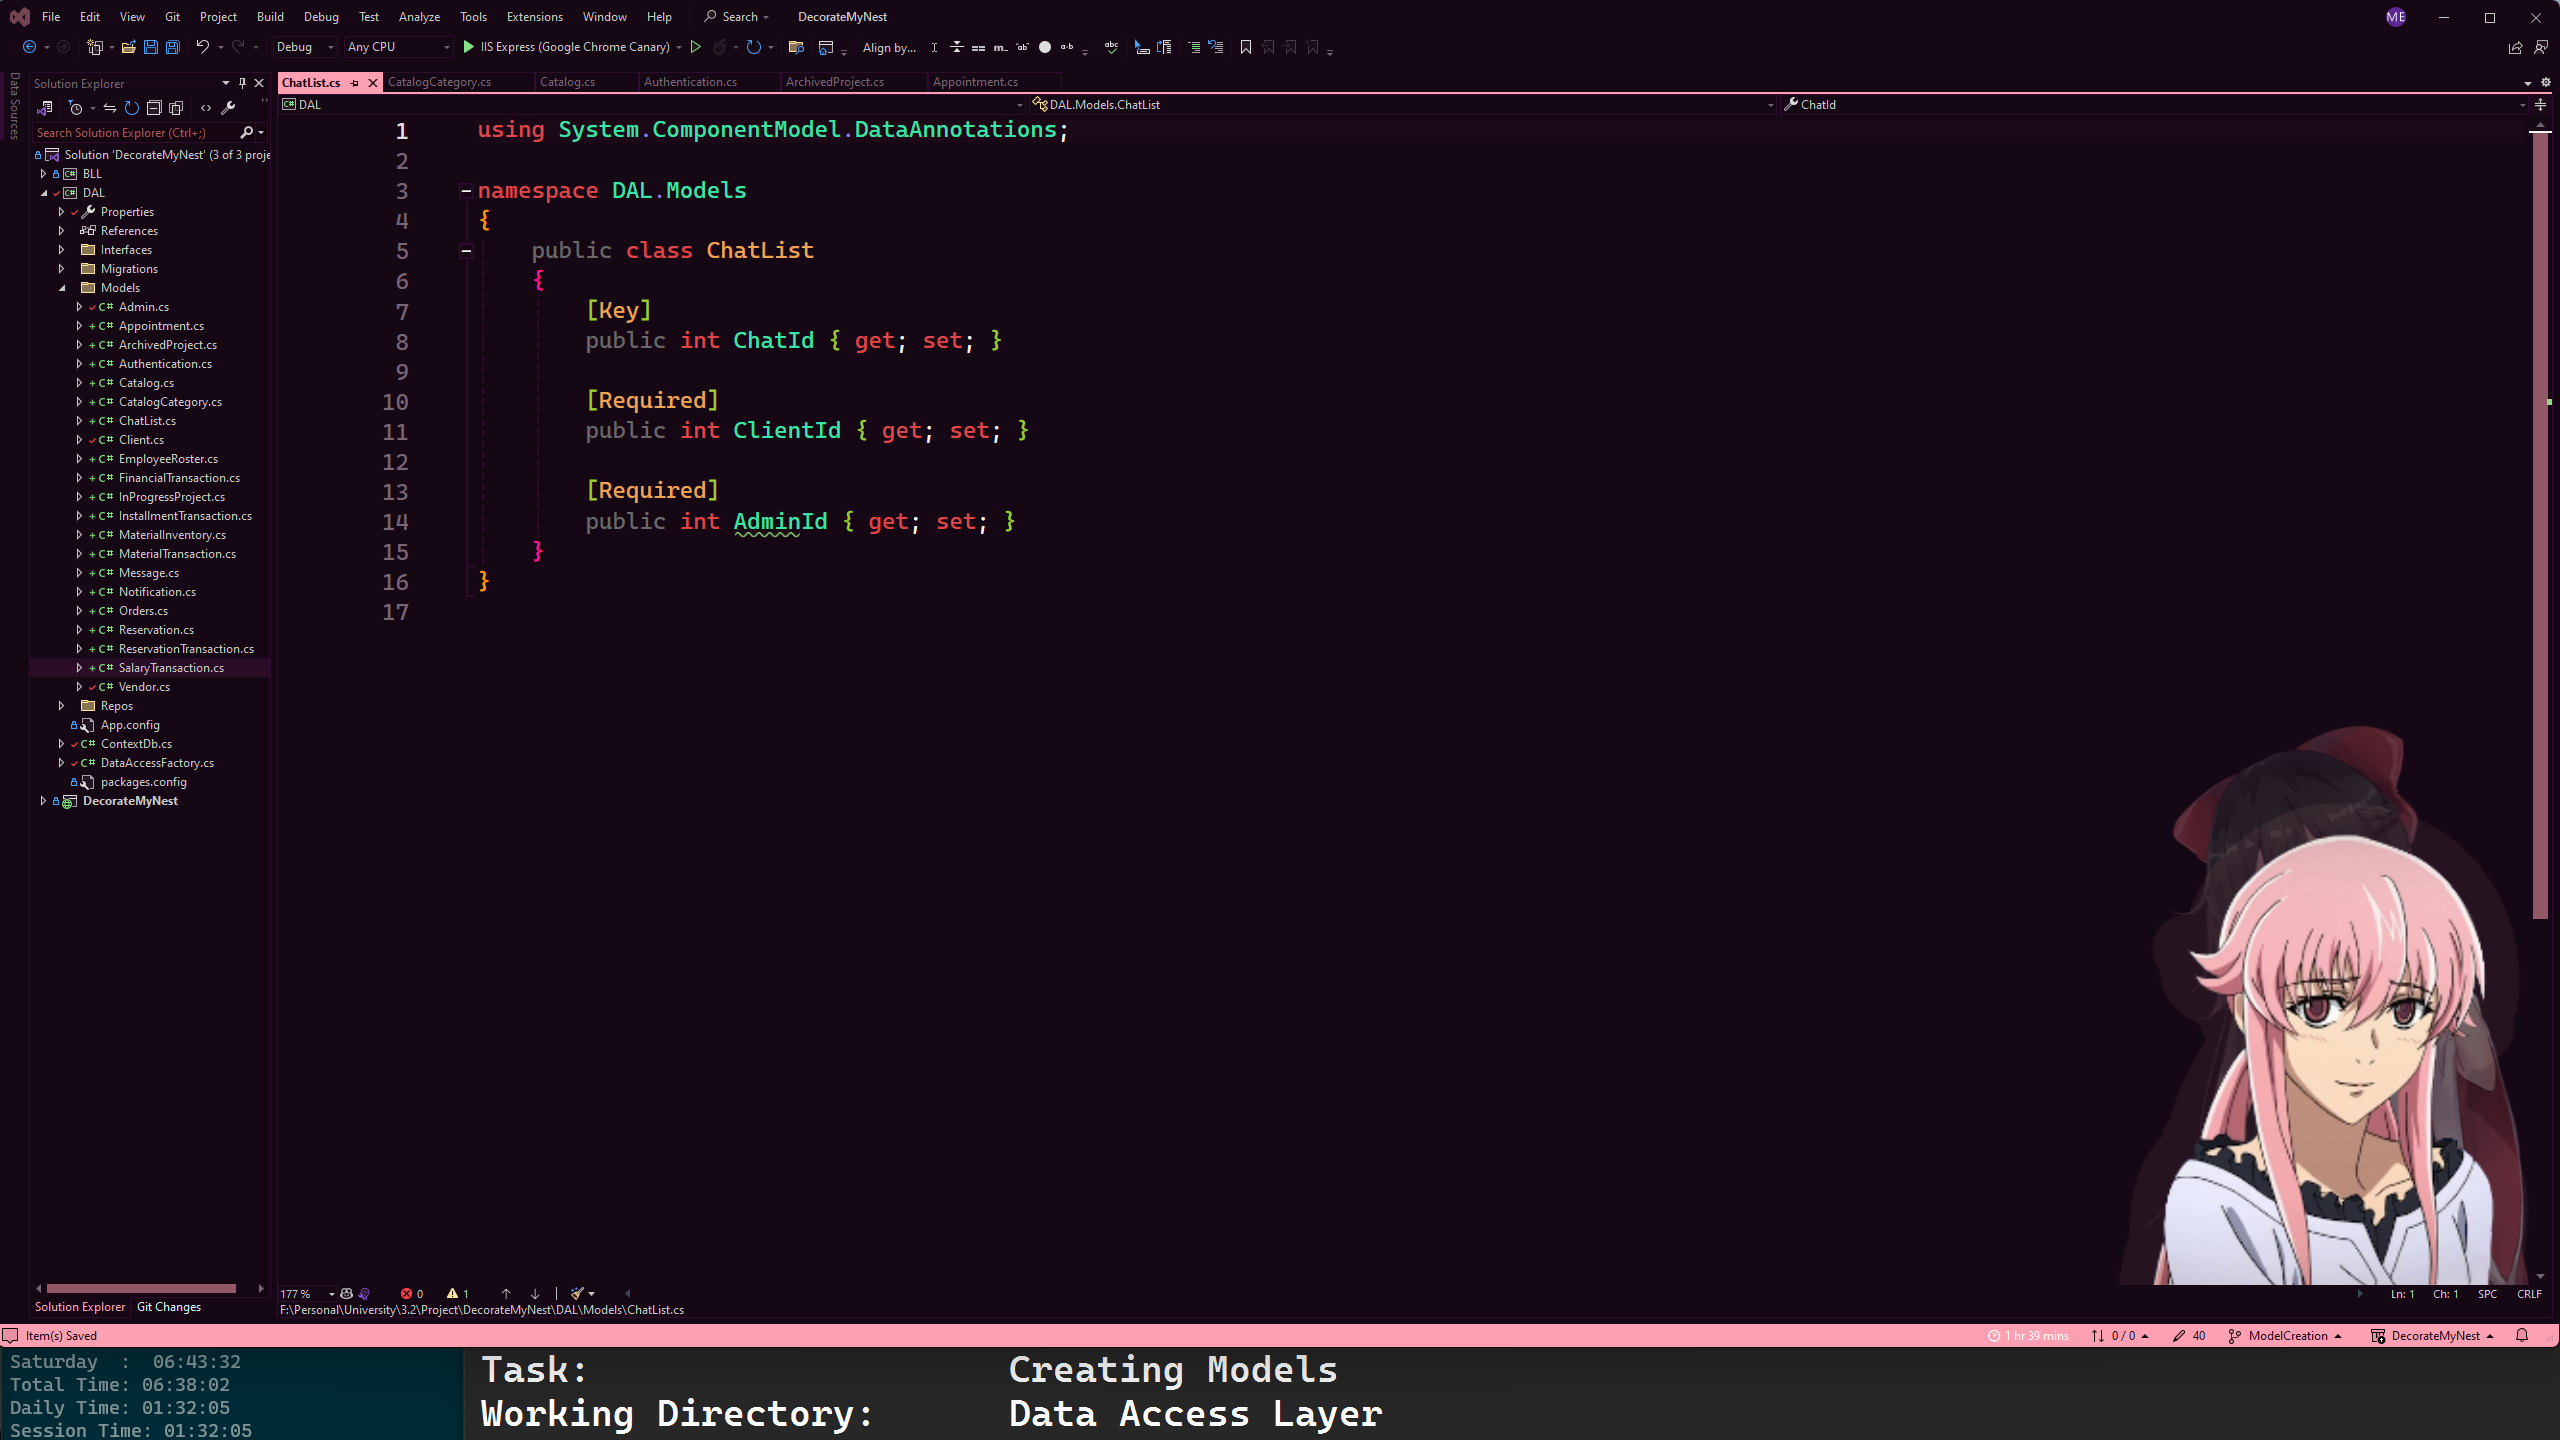 File Edit View Git Project Build Debug Test Analyze Tools Extensions Window Help Search DecorateMyNest ME
Debug Any CPU IIS Express (Google Chrome Canary) Align by...
Data Sources
Solution Explorer
Search Solution Explorer (Ctrl+;)
Solution 'DecorateMyNest' (3 of 3 proje
BLL
DAL
Properties
References
Interfaces
Migrations
Models
C# Admin.cs
C# Appointment.cs
C# ArchivedProject.cs
C# Authentication.cs
C# Catalog.cs
C# CatalogCategory.cs
C# ChatList.cs
C# Client.cs
C# EmployeeRoster.cs
C# FinancialTransaction.cs
C# InProgressProject.cs
C# InstallmentTransaction.cs
C# MaterialInventory.cs
C# MaterialTransaction.cs
C# Message.cs
C# Notification.cs
C# Orders.cs
C# Reservation.cs
C# ReservationTransaction.cs
C# SalaryTransaction.cs
C# Vendor.cs
Repos
App.config
C# ContextDb.cs
C# DataAccessFactory.cs
packages.config
DecorateMyNest
Solution Explorer Git Changes
ChatList.cs CatalogCategory.cs Catalog.cs Authentication.cs ArchivedProject.cs Appointment.cs
DAL DAL.Models.ChatList ChatId
1 using System.ComponentModel.DataAnnotations;
2
3 namespace DAL.Models
4 {
5 public class ChatList
6 {
7 [Key]
8 public int ChatId { get; set; }
9
10 [Required]
11 public int ClientId { get; set; }
12
13 [Required]
14 public int AdminId { get; set; }
15 }
16 }
17
177 % 0 1 Ln: 1 Ch: 1 SPC CRLF
F:\Personal\University\3.2\Project\DecorateMyNest\DAL\Models\ChatList.cs
Item(s) Saved 1 hr 39 mins 0 / 0 40 ModelCreation DecorateMyNest
Saturday : 06:43:32
Total Time: 06:38:02
Daily Time: 01:32:05
Session Time: 01:32:05
Task: Creating Models
Working Directory: Data Access Layer